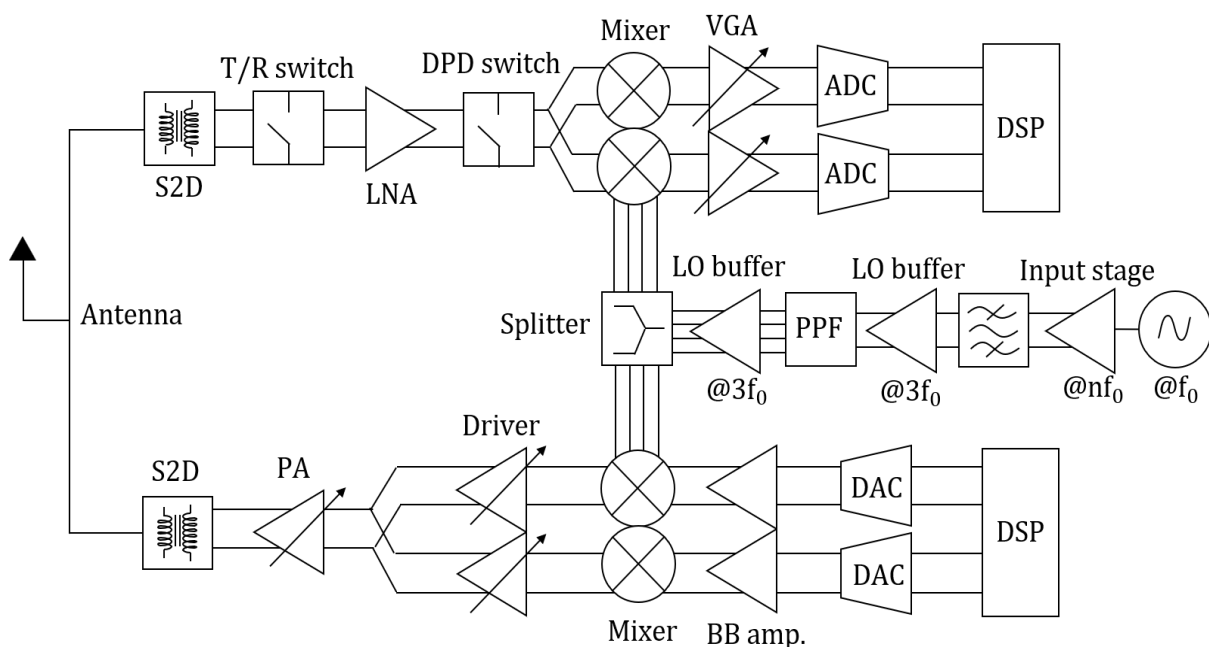 Mixer
VGA
T/R switch
DPD switch
ADC
DSP
S2D
LNA
ADC
LO buffer
LO buffer
Input stage
Antenna
Splitter
PPF
@3f₀
@3f₀
@nf₀
@f₀
Driver
S2D
PA
DAC
DSP
DAC
Mixer
BB amp.